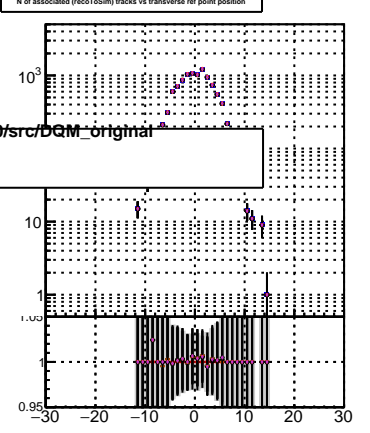 N of associated (recoToSim) tracks vs transverse ref point position
10³
0/src/DQM_original
10
1
1.05
1
0.95
−30 −20 −10 0 10 20 30